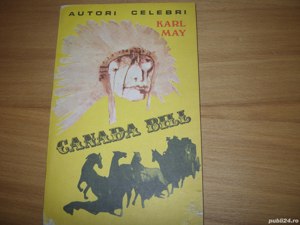 AUTORI CELEBRI
KARL
MAY
CANADA BILL
publi24.ro